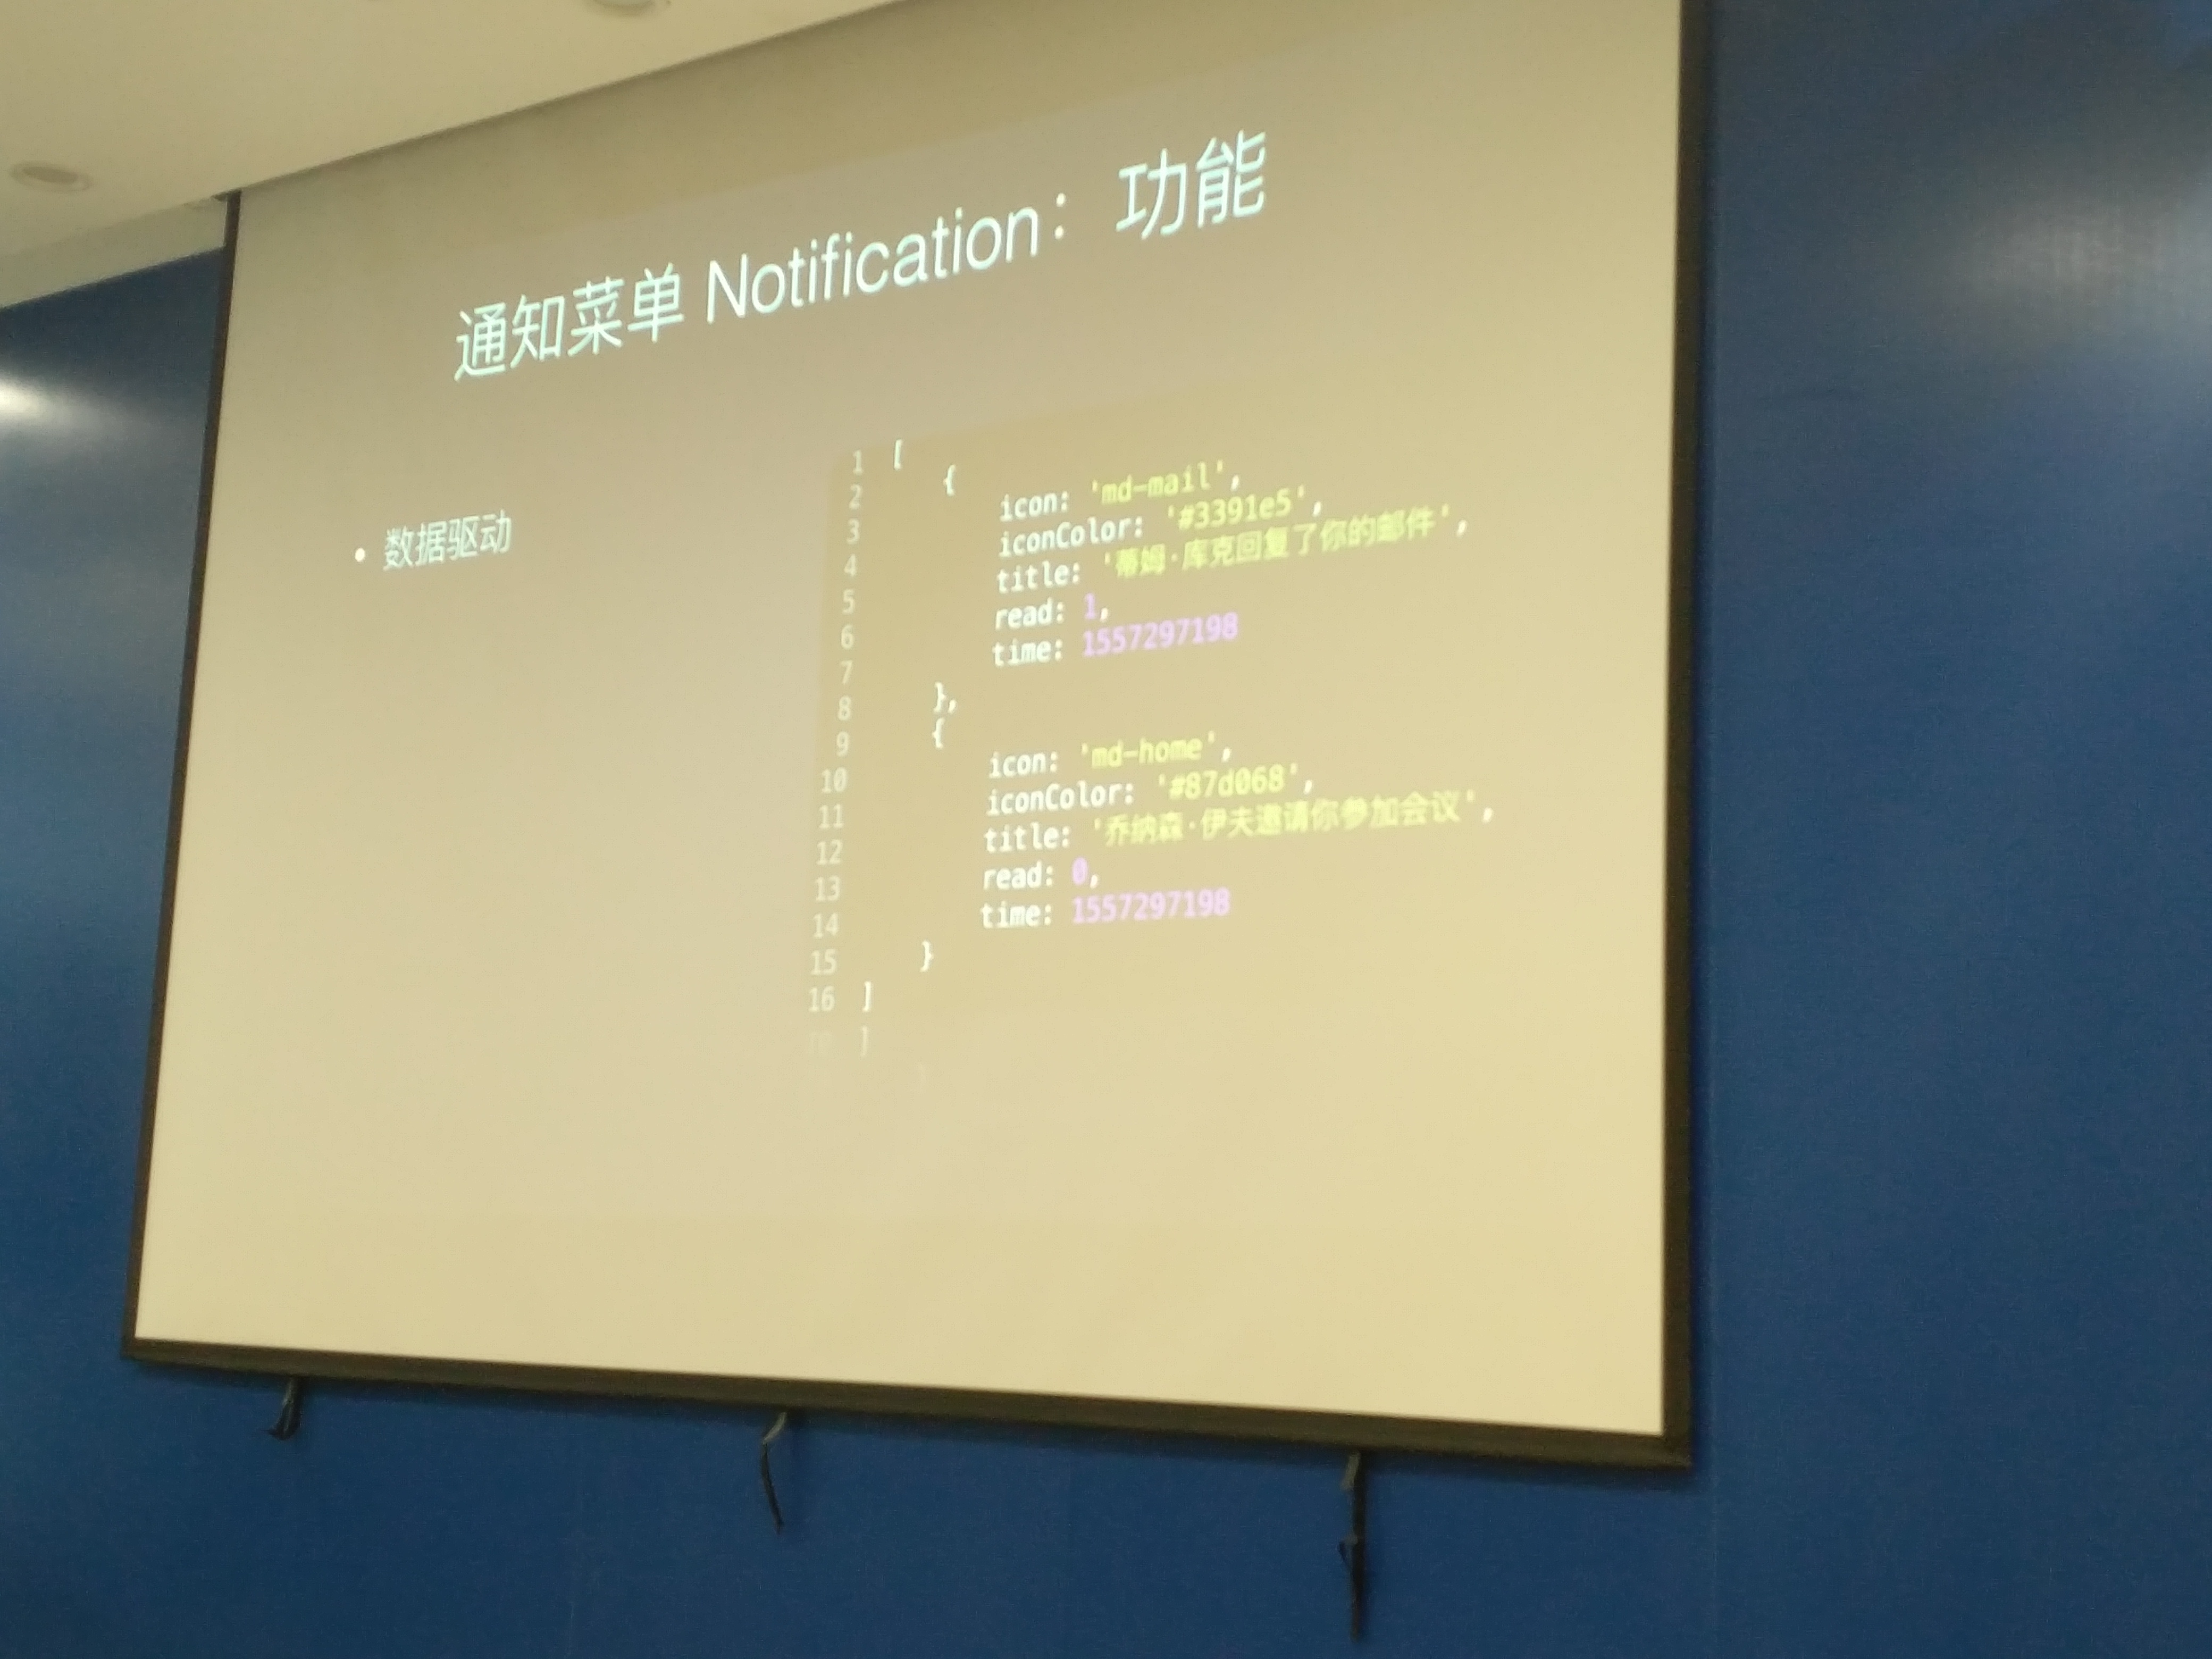 通知菜单 Notification：功能
• 数据驱动
1 [
2 {
3 icon: 'md-mail',
4 iconColor: '#3391e5',
5 title: '蒂姆·库克回复了你的邮件',
6 read: 1,
7 time: 1557297198
8 },
9 {
10 icon: 'md-home',
11 iconColor: '#87d068',
12 title: '乔纳森·伊夫邀请你参加会议',
13 read: 0,
14 time: 1557297198
15 }
16 ]